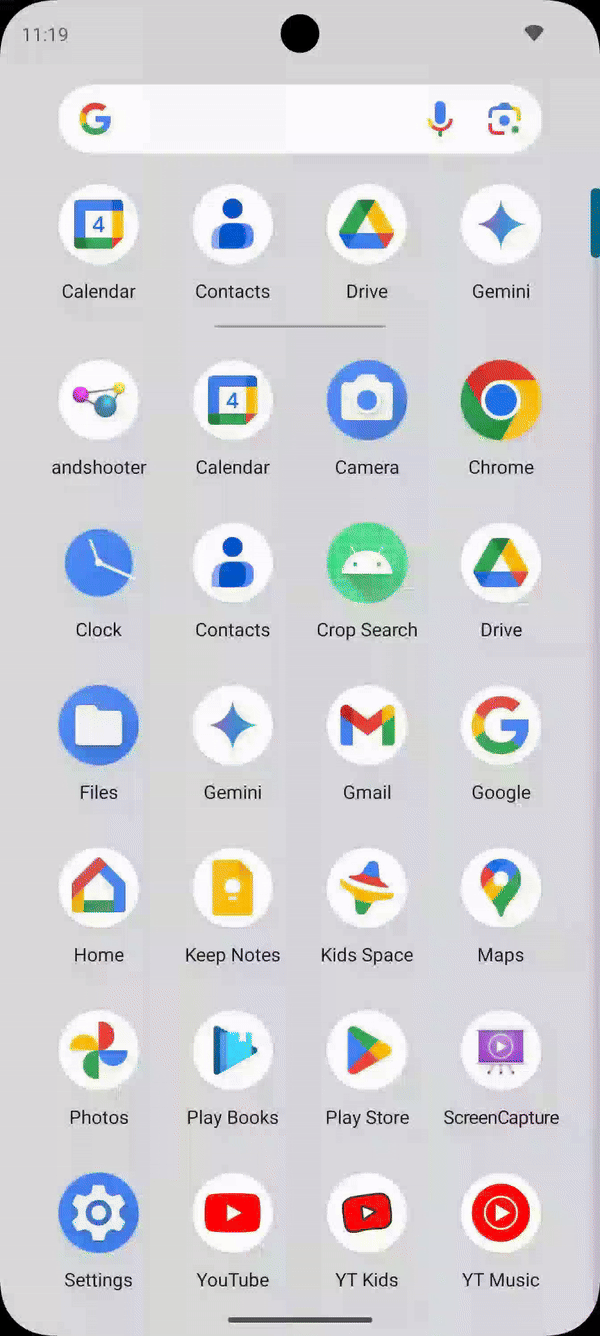 11:19
Calendar Contacts Drive Gemini
andshooter Calendar Camera Chrome
Clock Contacts Crop Search Drive
Files Gemini Gmail Google
Home Keep Notes Kids Space Maps
Photos Play Books Play Store ScreenCapture
Settings YouTube YT Kids YT Music